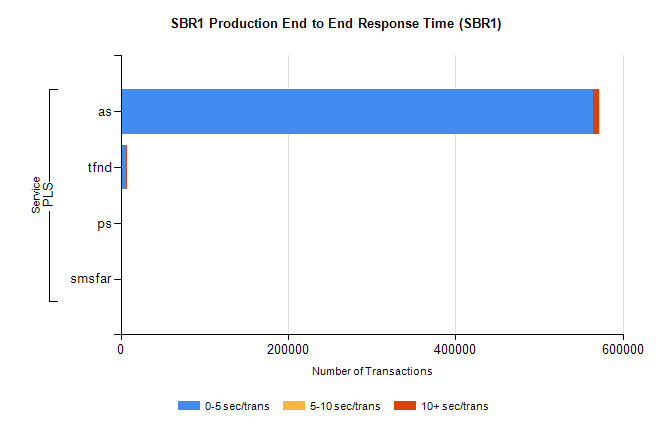 SBR1 Production End to End Response Time (SBR1)
Service
PLS
as
tfnd
ps
smsfar
0 200000 400000 600000
Number of Transactions
0-5 sec/trans 5-10 sec/trans 10+ sec/trans